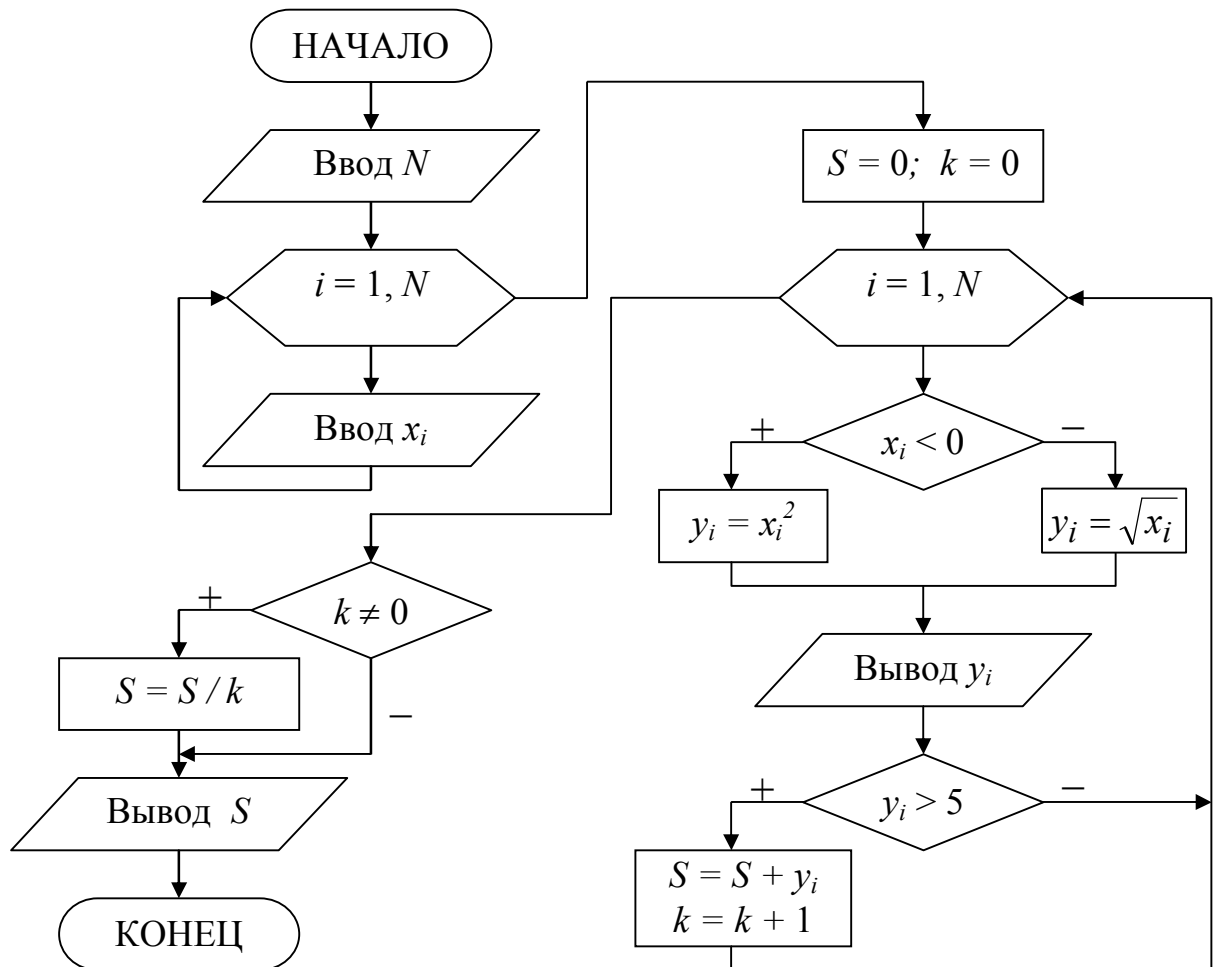 НАЧАЛО
Ввод N
i = 1, N
Ввод xᵢ
S = 0; k = 0
i = 1, N
xᵢ < 0
+
–
yᵢ = xᵢ²
yᵢ = √xᵢ
Вывод yᵢ
yᵢ > 5
+
–
S = S + yᵢ
k = k + 1
k ≠ 0
+
–
S = S / k
Вывод S
КОНЕЦ